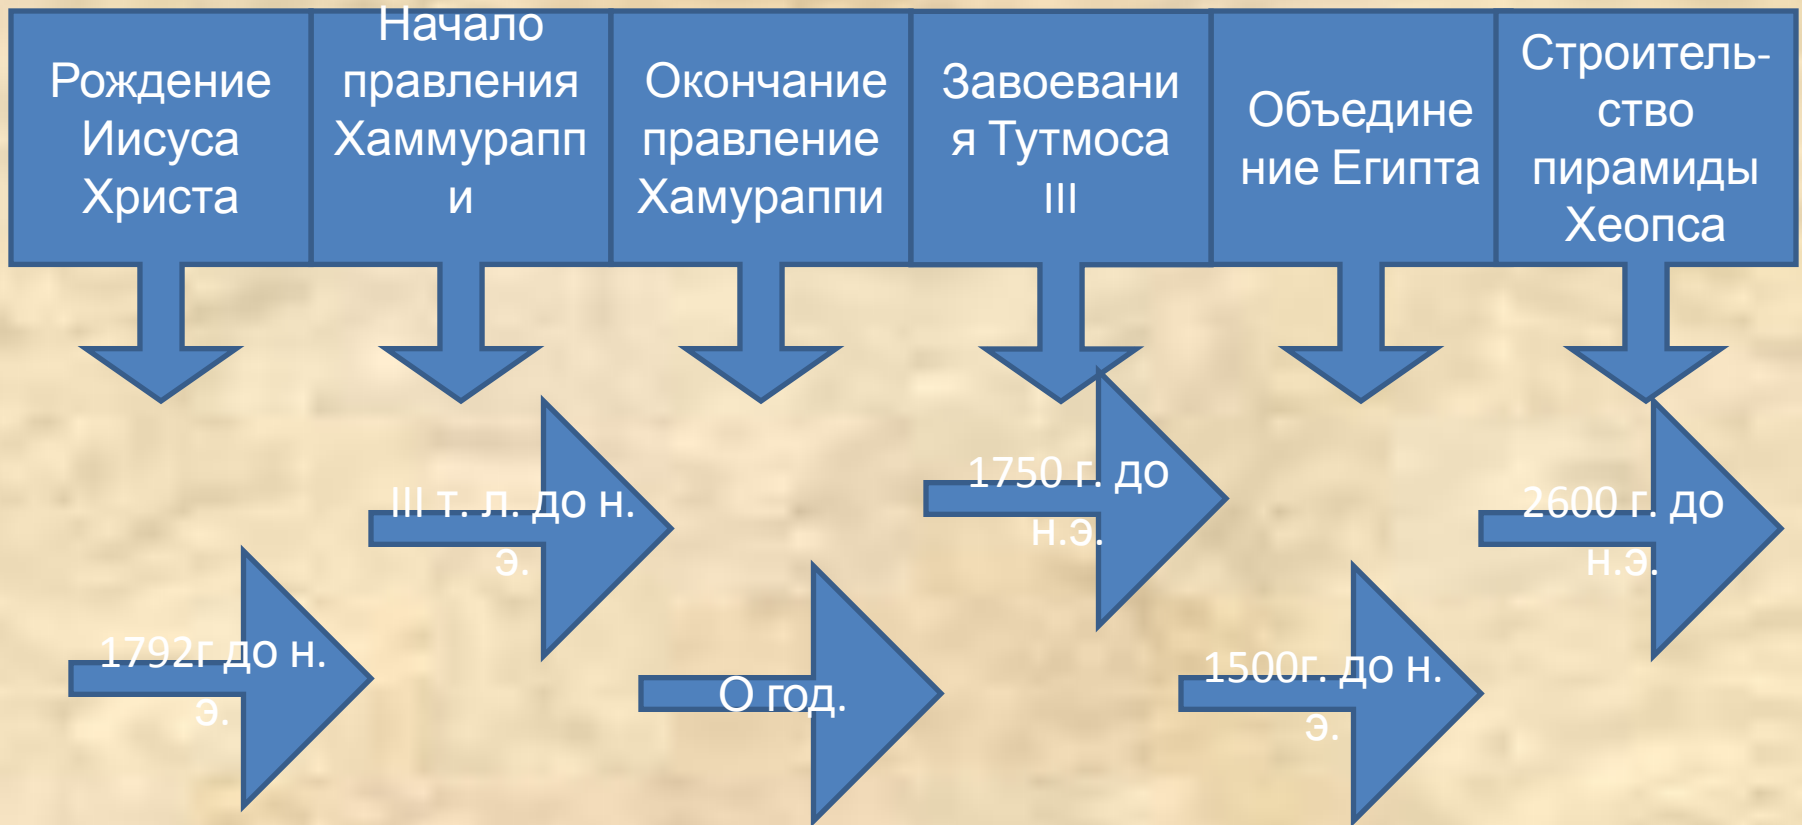 Рождение
Иисуса
Христа
Начало
правления
Хаммурапп
и
Окончание
правление
Хамураппи
Завоевани
я Тутмоса
III
Объедине
ние Египта
Строитель-
ство
пирамиды
Хеопса
1792г до н.
э.
III т. л. до н.
э.
О год.
1750 г. до
н.э.
1500г. до н.
э.
2600 г. до
н.э.